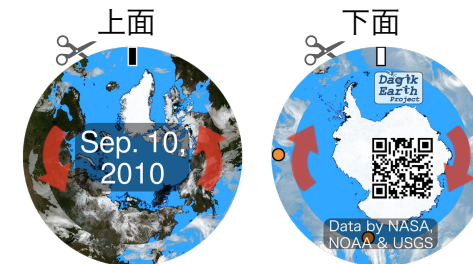 上面
下面
Sep. 10,
2010
Dagik
Earth
Project
Data by NASA,
NOAA & USGS